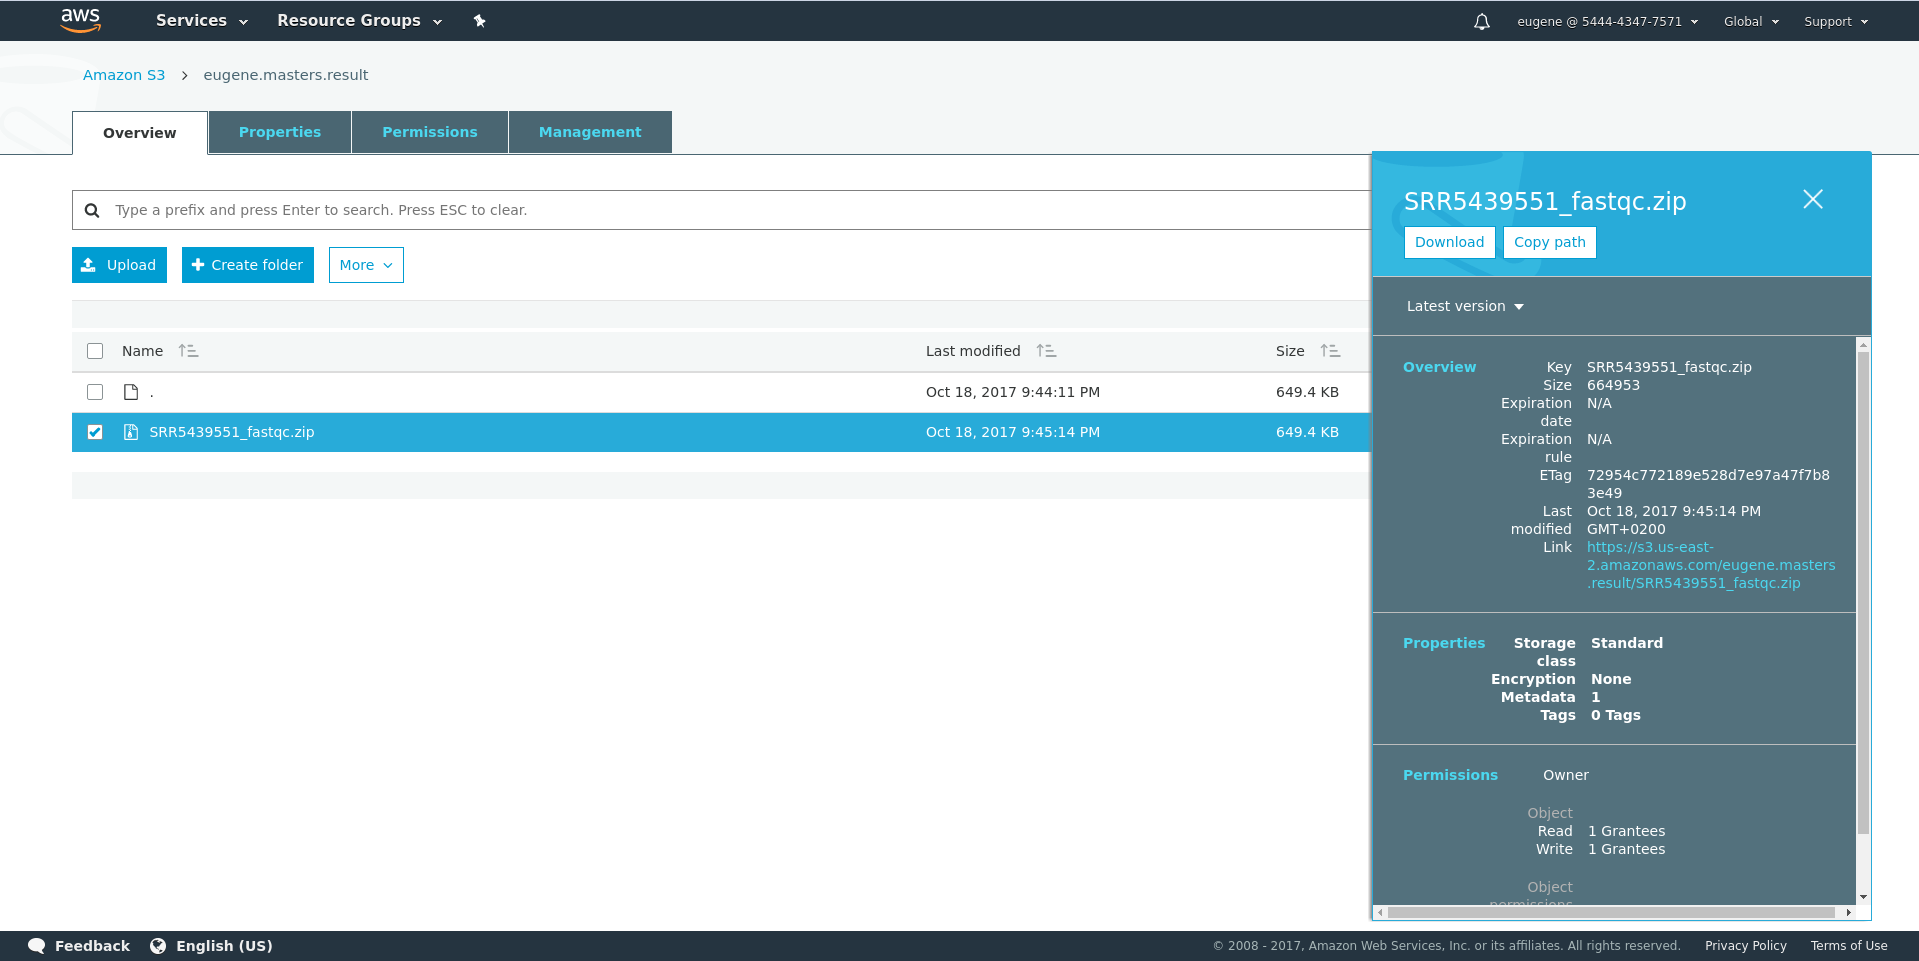 aws Services Resource Groups eugene @ 5444-4347-7571 Global Support
Amazon S3 eugene.masters.result
Overview Properties Permissions Management
Type a prefix and press Enter to search. Press ESC to clear.
Upload Create folder More
Name Last modified Size
. Oct 18, 2017 9:44:11 PM 649.4 KB
SRR5439551_fastqc.zip Oct 18, 2017 9:45:14 PM 649.4 KB
SRR5439551_fastqc.zip
Download Copy path
Latest version
Overview Key SRR5439551_fastqc.zip
Size 664953
Expiration N/A
date
Expiration N/A
rule
ETag 72954c772189e528d7e97a47f7b8
3e49
Last Oct 18, 2017 9:45:14 PM
modified GMT+0200
Link https://s3.us-east-
2.amazonaws.com/eugene.masters
.result/SRR5439551_fastqc.zip
Properties Storage Standard
class
Encryption None
Metadata 1
Tags 0 Tags
Permissions Owner
Object
Read 1 Grantees
Write 1 Grantees
Object
permissions
Feedback English (US) © 2008 - 2017, Amazon Web Services, Inc. or its affiliates. All rights reserved. Privacy Policy Terms of Use